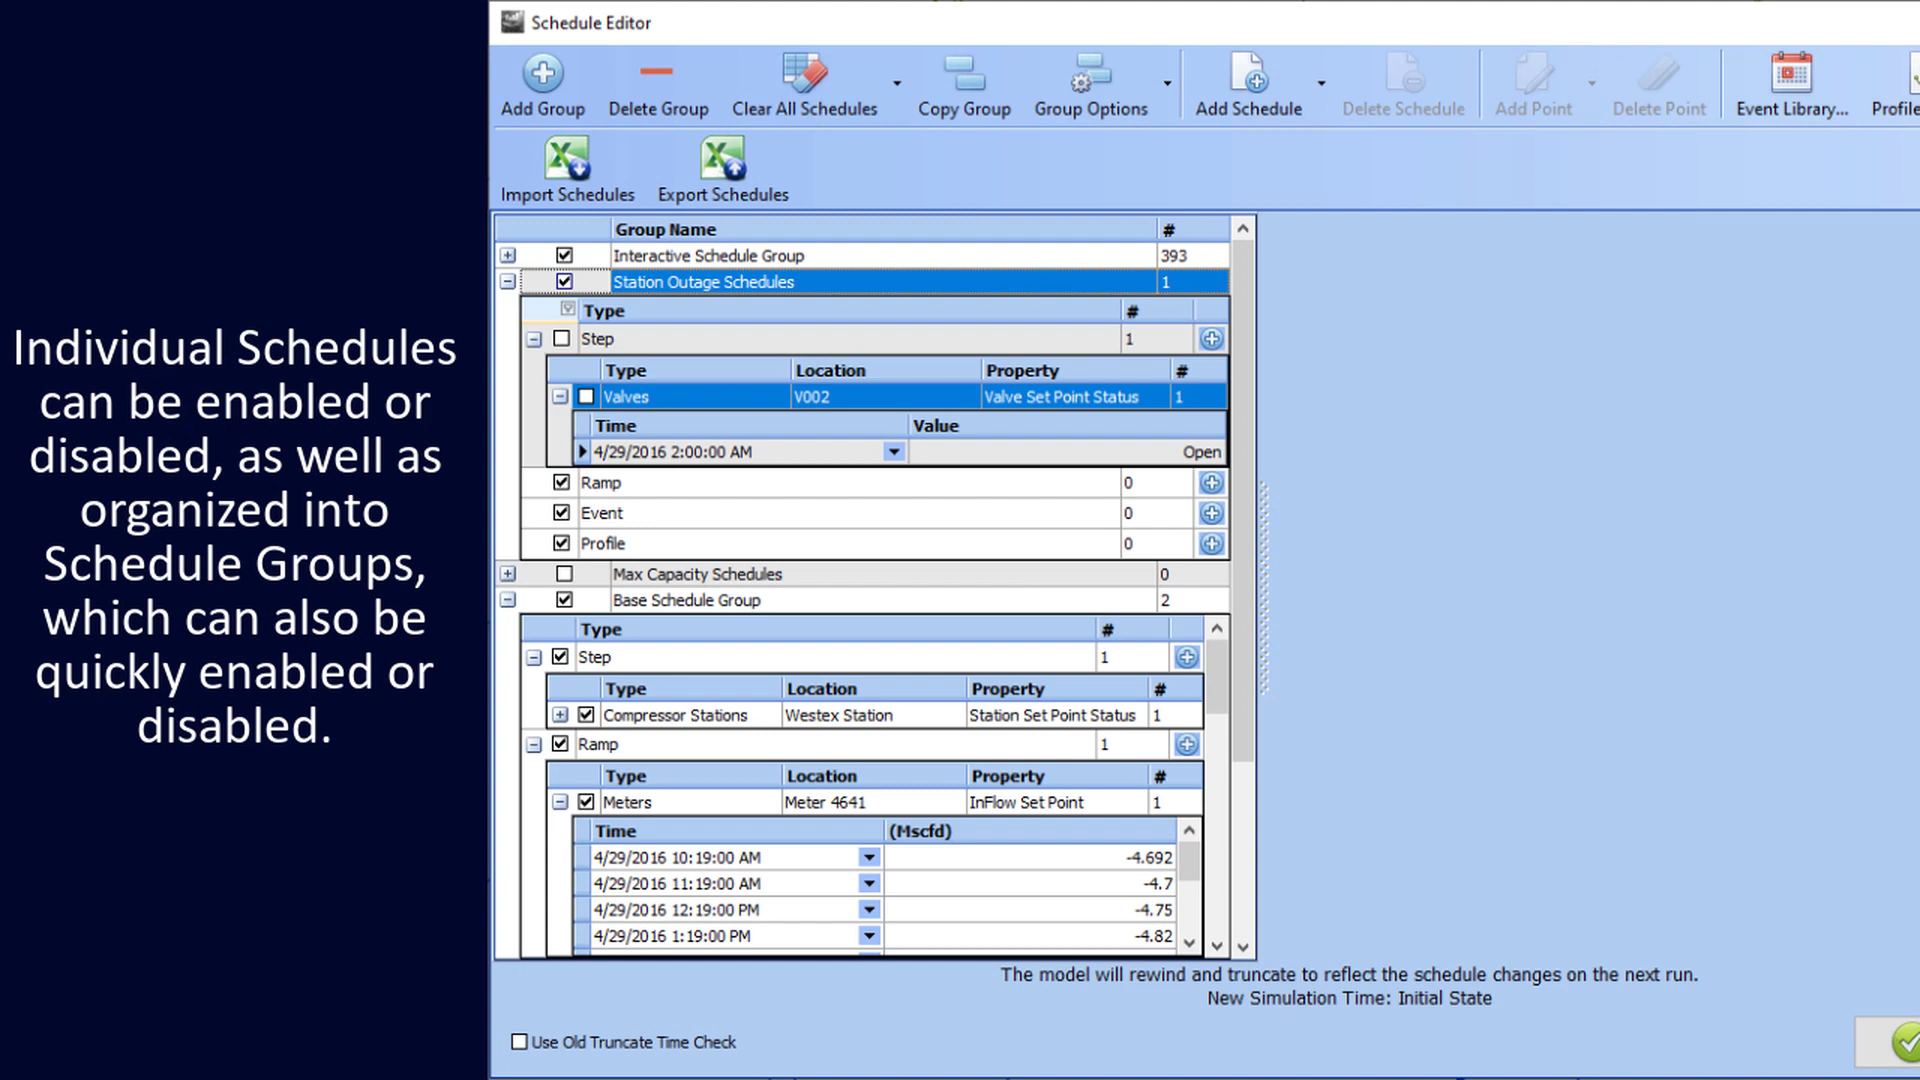 Individual Schedules
can be enabled or
disabled, as well as
organized into
Schedule Groups,
which can also be
quickly enabled or
disabled.
Schedule Editor
Add Group Delete Group Clear All Schedules Copy Group Group Options Add Schedule Delete Schedule Add Point Delete Point Event Library... Profile
Import Schedules Export Schedules
Group Name #
Interactive Schedule Group 393
Station Outage Schedules 1
Type #
Step 1
Type Location Property #
Valves V002 Valve Set Point Status 1
Time Value
4/29/2016 2:00:00 AM Open
Ramp 0
Event 0
Profile 0
Max Capacity Schedules 0
Base Schedule Group 2
Type #
Step 1
Type Location Property #
Compressor Stations Westex Station Station Set Point Status 1
Ramp 1
Type Location Property #
Meters Meter 4641 InFlow Set Point 1
Time (Mscfd)
4/29/2016 10:19:00 AM -4.692
4/29/2016 11:19:00 AM -4.7
4/29/2016 12:19:00 PM -4.75
4/29/2016 1:19:00 PM -4.82
The model will rewind and truncate to reflect the schedule changes on the next run.
New Simulation Time: Initial State
Use Old Truncate Time Check